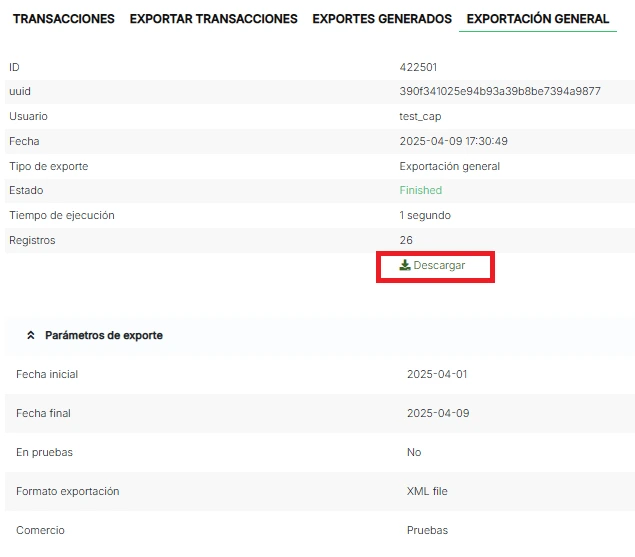 TRANSACCIONES EXPORTAR TRANSACCIONES EXPORTES GENERADOS EXPORTACIÓN GENERAL
ID 422501
uuid 390f341025e94b93a39b8be7394a9877
Usuario test_cap
Fecha 2025-04-09 17:30:49
Tipo de exporte Exportación general
Estado Finished
Tiempo de ejecución 1 segundo
Registros 26
Descargar
Parámetros de exporte
Fecha inicial 2025-04-01
Fecha final 2025-04-09
En pruebas No
Formato exportación XML file
Comercio Pruebas